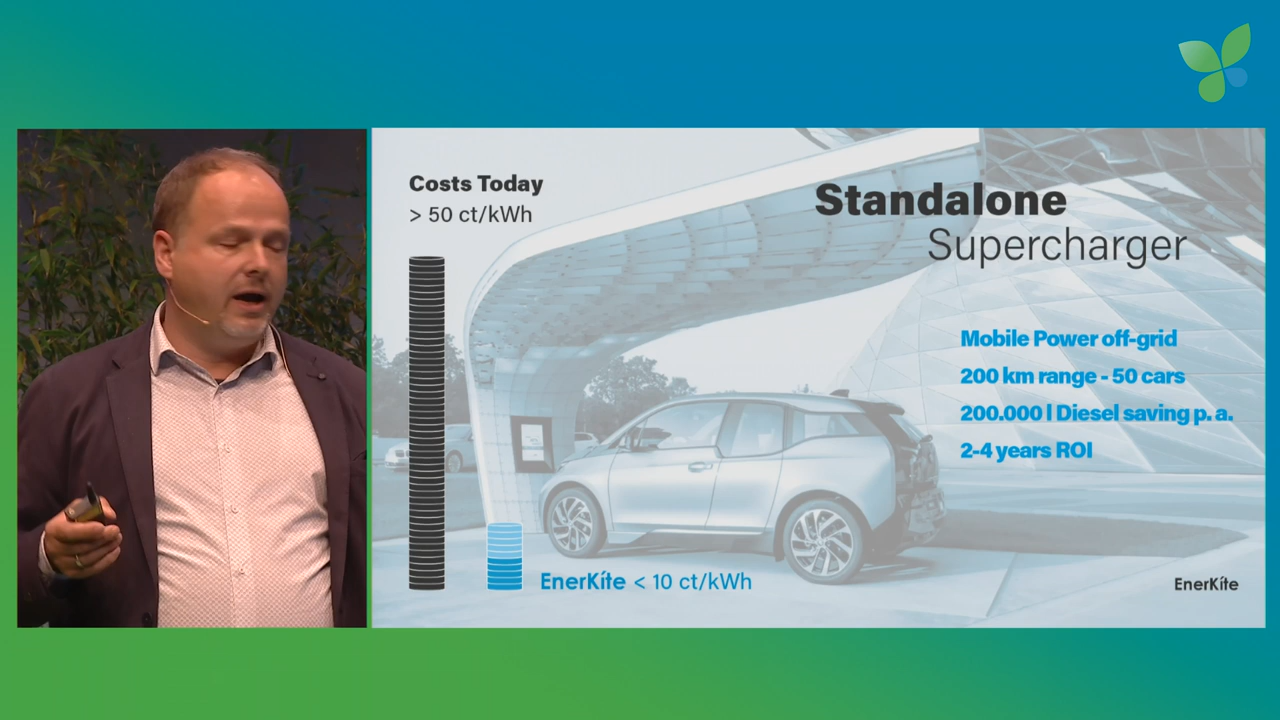 Costs Today
> 50 ct/kWh
Standalone
Supercharger
Mobile Power off-grid
200 km range - 50 cars
200.000 l Diesel saving p. a.
2-4 years ROI
EnerKíte < 10 ct/kWh
EnerKíte